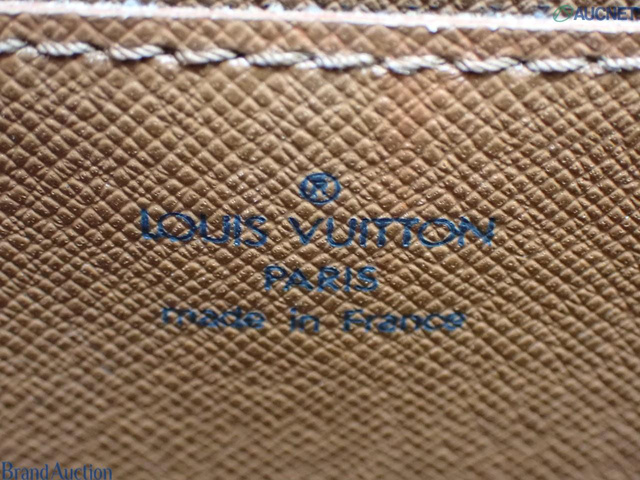 AUCNET
®
LOUIS VUITTON
PARIS
made in France
Brand Auction